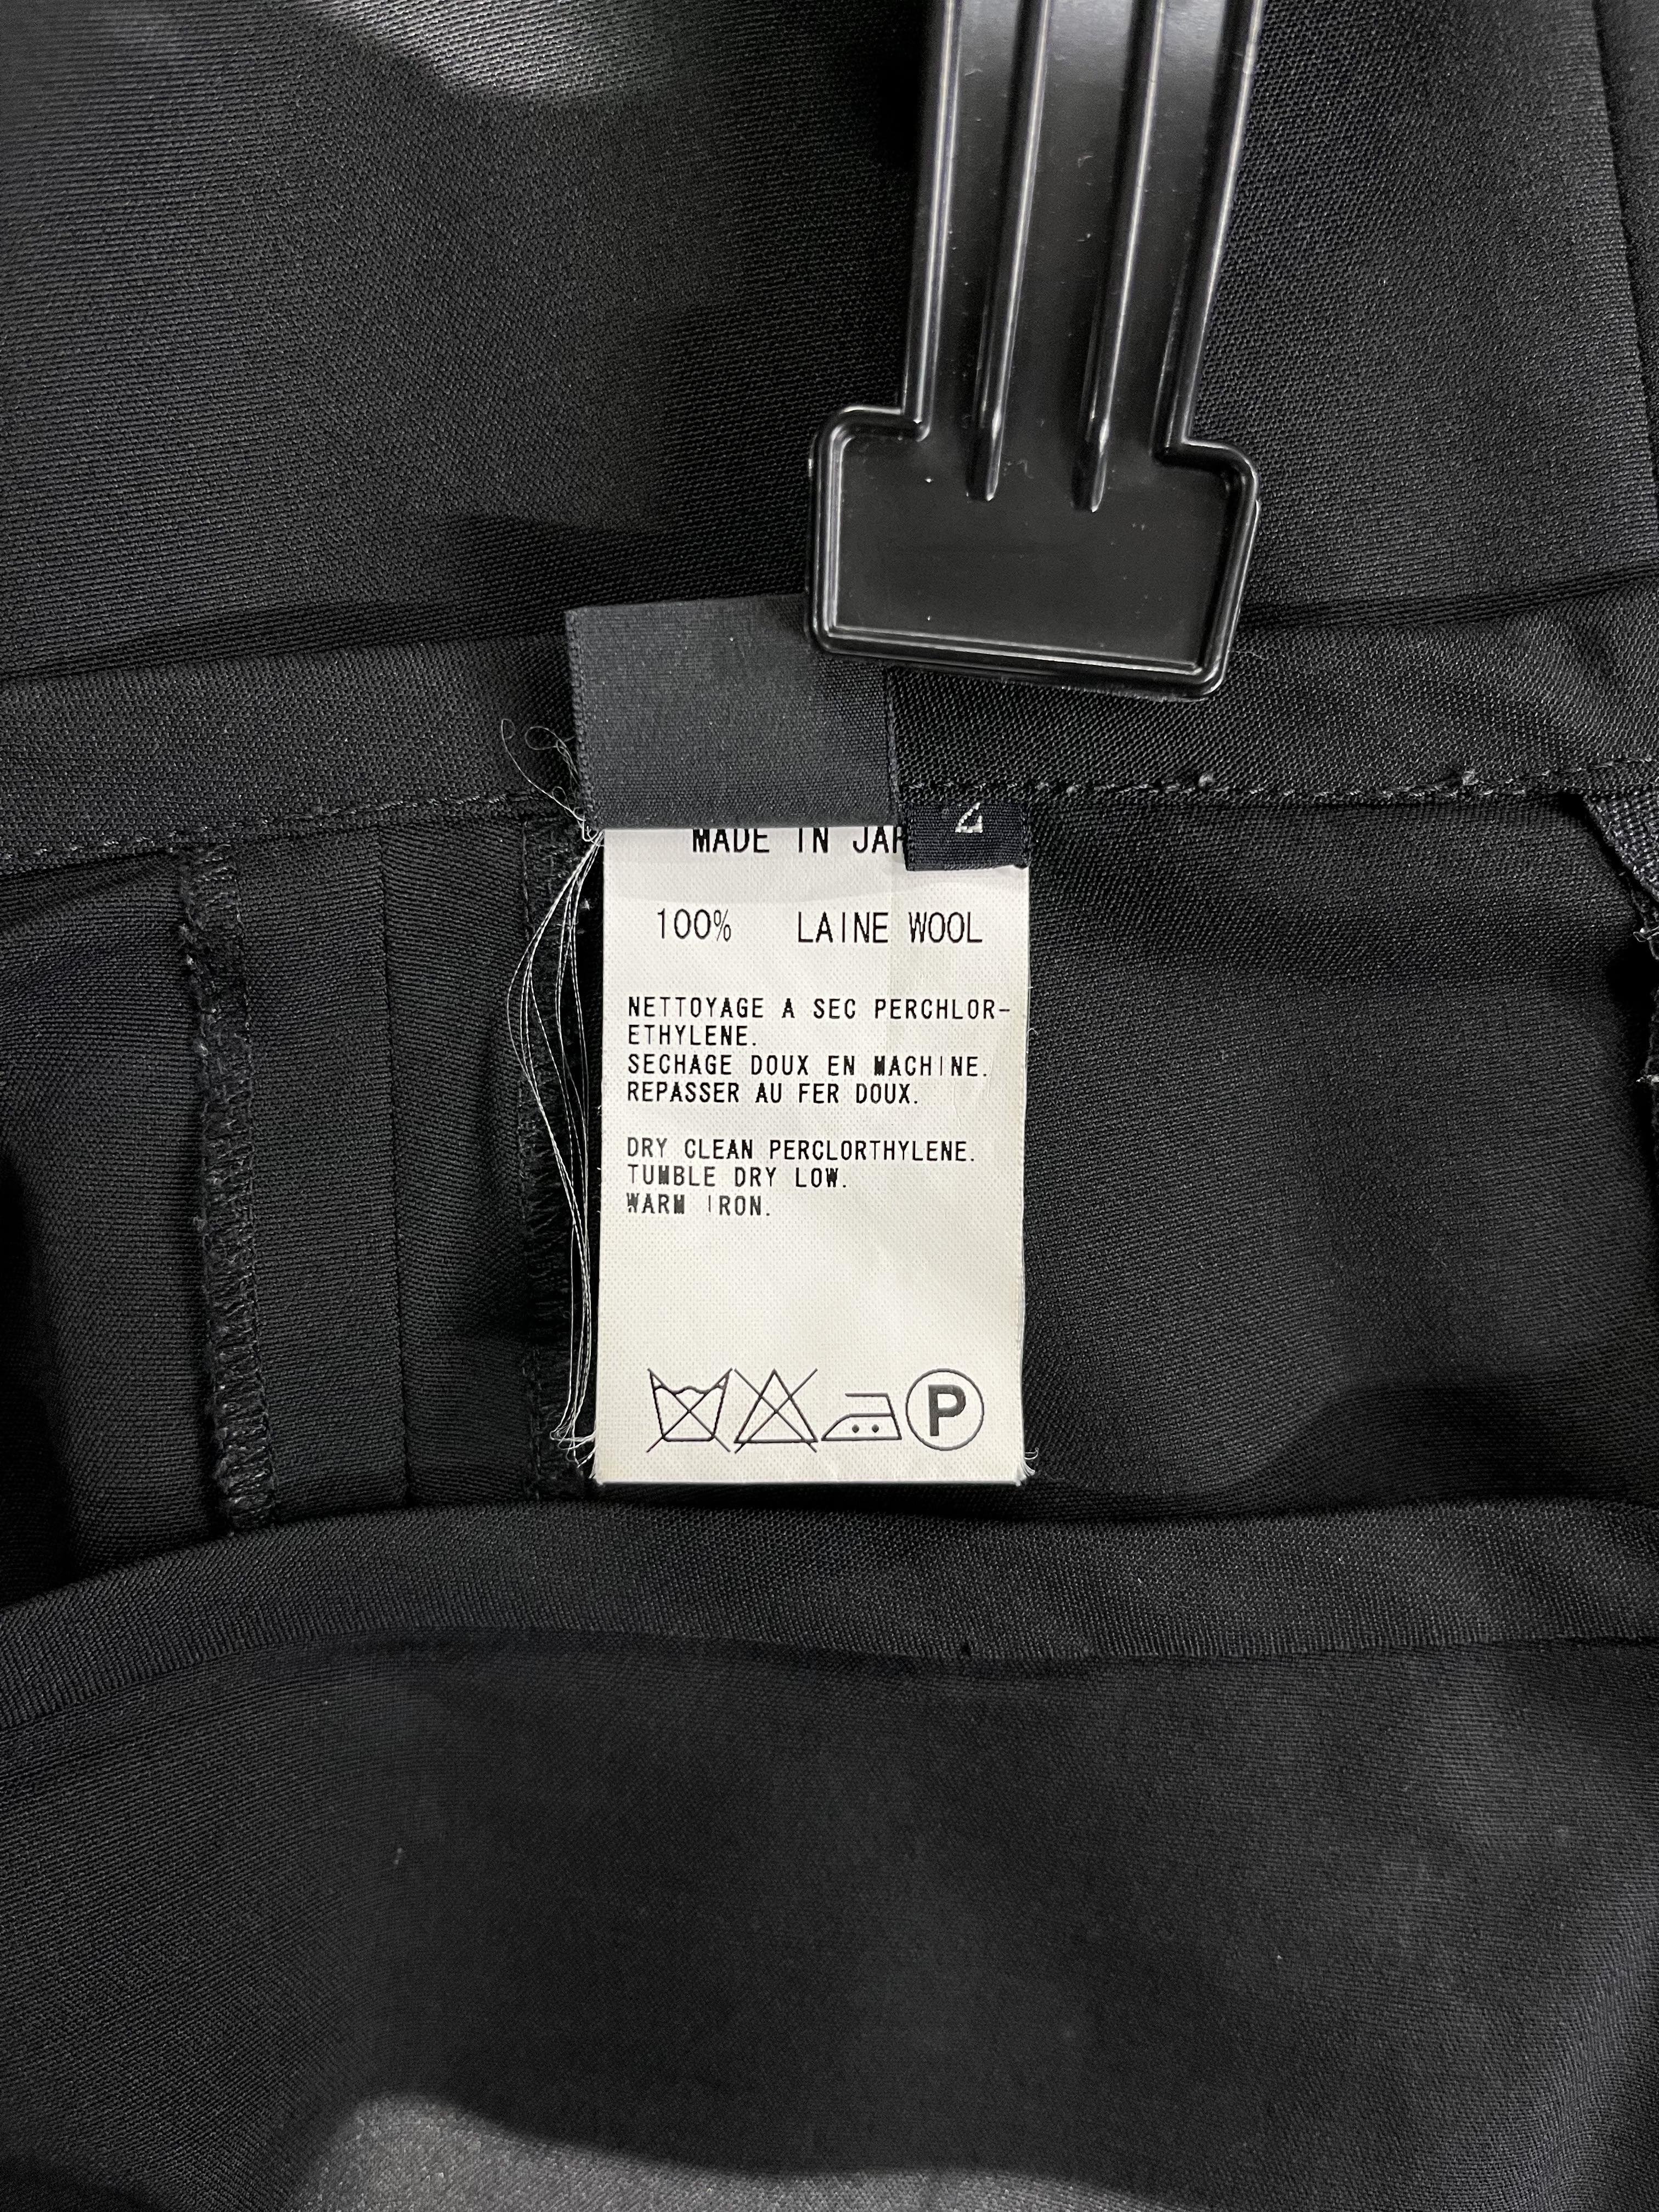 MADE IN JAP
2
100% LAINE WOOL
NETTOYAGE A SEC PERCHLOR-
ETHYLENE.
SECHAGE DOUX EN MACHINE.
REPASSER AU FER DOUX.
DRY CLEAN PERCLORTHYLENE.
TUMBLE DRY LOW.
WARM IRON.
P